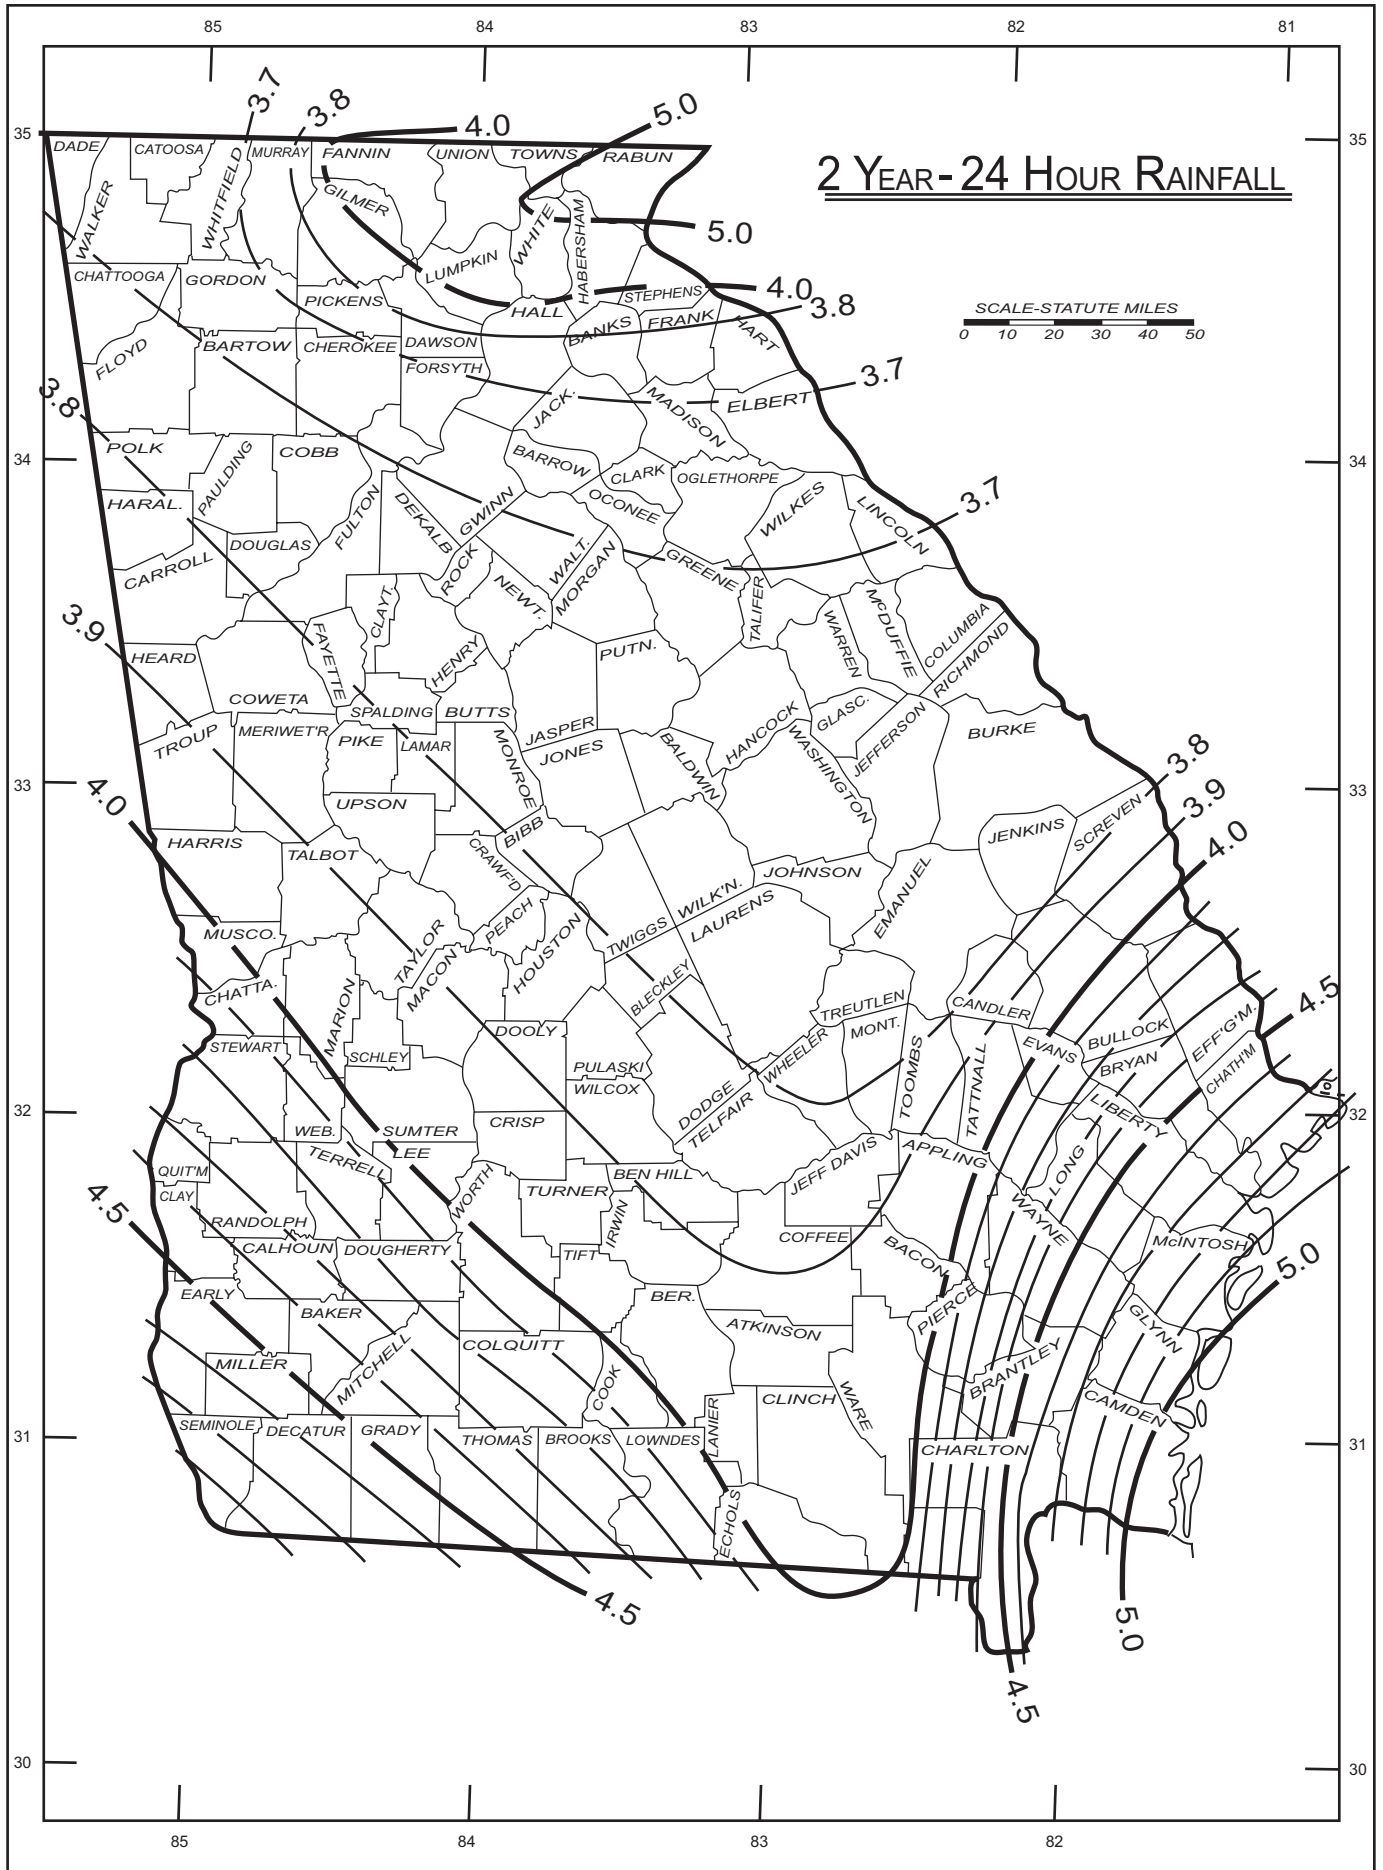 85 84 83 82 81
3.7 3.8 4.0 5.0
35 35
DADE CATOOSA WHITFIELD MURRAY FANNIN UNION TOWNS RABUN
2 YEAR - 24 HOUR RAINFALL
WALKER GILMER WHITE HABERSHAM
5.0
CHATTOOGA GORDON LUMPKIN
PICKENS HALL STEPHENS 4.0
3.8
SCALE-STATUTE MILES
0 10 20 30 40 50
FLOYD BARTOW CHEROKEE DAWSON BANKS FRANK HART
FORSYTH
3.7
3.8 JACK. MADISON ELBERT
34 POLK PAULDING COBB BARROW CLARK OGLETHORPE 34
HARAL. FULTON DEKALB GWINN OCONEE WILKES LINCOLN 3.7
CARROLL DOUGLAS ROCK NEWT. WALT. MORGAN GREENE
3.9 CLAYT. TALIFER WARREN McDUFFIE COLUMBIA
HEARD FAYETTE HENRY PUTN. RICHMOND
COWETA SPALDING BUTTS
TROUP MERIWET'R PIKE LAMAR MONROE JASPER JONES BALDWIN HANCOCK GLASC. JEFFERSON BURKE
WASHINGTON
3.8
33 4.0 UPSON 3.9 33
HARRIS TALBOT CRAWF'D BIBB JENKINS SCREVEN 4.0
WILK'N. JOHNSON
MUSCO. TAYLOR PEACH HOUSTON TWIGGS LAURENS EMANUEL
CHATTA. MARION MACON BLECKLEY TREUTLEN CANDLER 4.5
STEWART SCHLEY DOOLY PULASKI WHEELER MONT. EVANS BULLOCK EFF'G'M.
WILCOX BRYAN CHATH'M
32 WEB. SUMTER CRISP DODGE TELFAIR TOOMBS TATTNALL LIBERTY 32
TERRELL LEE
QUIT'M WORTH TURNER BEN HILL JEFF DAVIS APPLING LONG
CLAY IRWIN
4.5 RANDOLPH WAYNE
CALHOUN DOUGHERTY TIFT COFFEE BACON McINTOSH
EARLY BER. 5.0
BAKER ATKINSON PIERCE GLYNN
MILLER MITCHELL COLQUITT COOK BRANTLEY
CLINCH WARE CAMDEN
31 SEMINOLE DECATUR GRADY THOMAS BROOKS LOWNDES LANIER CHARLTON 31
ECHOLS
4.5 5.0
4.5
30 30
85 84 83 82